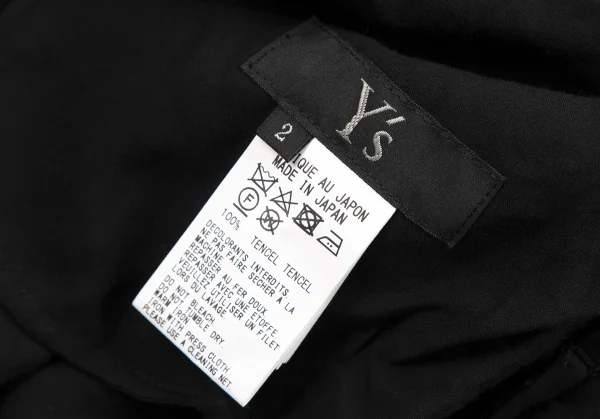 Y's
2
IQUE AU JAPON
MADE IN JAPAN
F
W
100% TENCEL TENCEL
DECOLORANTS INTERDITS.
NE PAS FAIRE SECHER A LA
MACHINE
REPASSER AU FER DOUX.
REPASSER AVEC UNE ETOFFE.
LORS DU LAVAGE, UTILISER UN FILET
DO NOT BLEACH.
DO NOT TUMBLE DRY.
WARM IRON
IRON WITH PRESS CLOTH.
PLEASE USE A CLEANING NET.